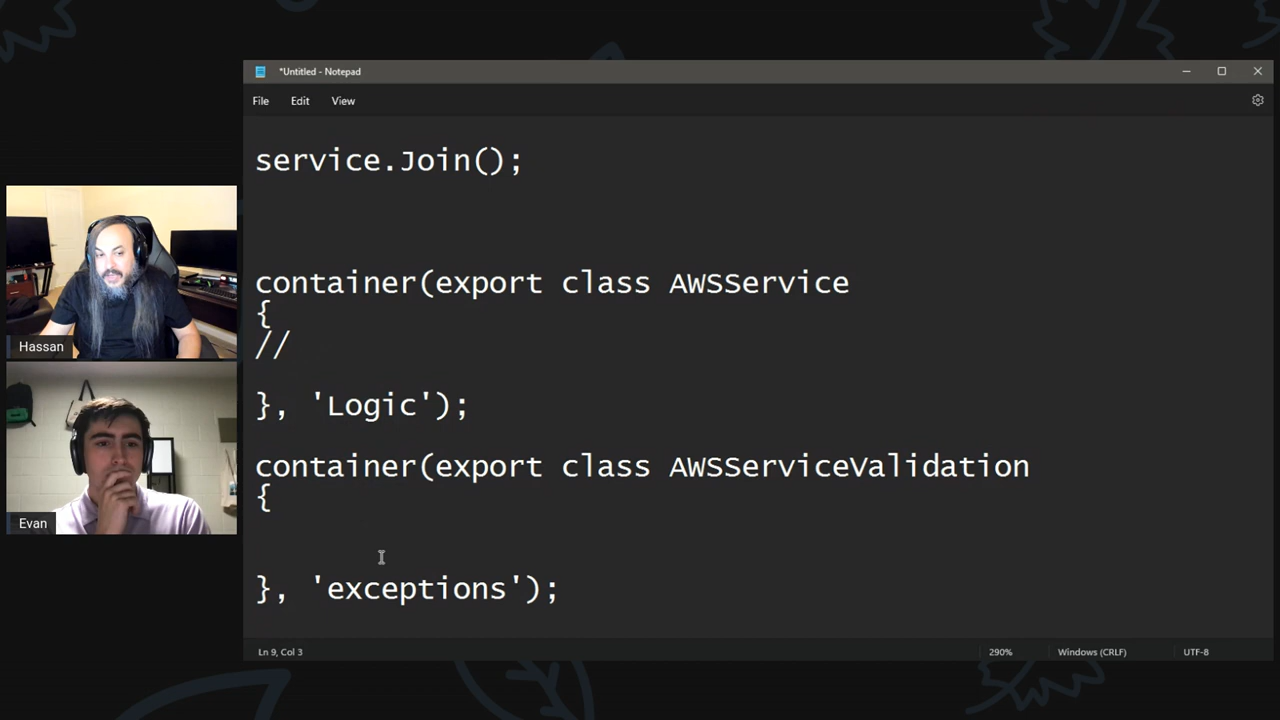 *Untitled - Notepad
File Edit View
service.Join();
container(export class AWSService
{
//
}, 'Logic');
container(export class AWSServiceValidation
{
}, 'exceptions');
Ln 9, Col 3
290%
Windows (CRLF)
UTF-8
Hassan
Evan